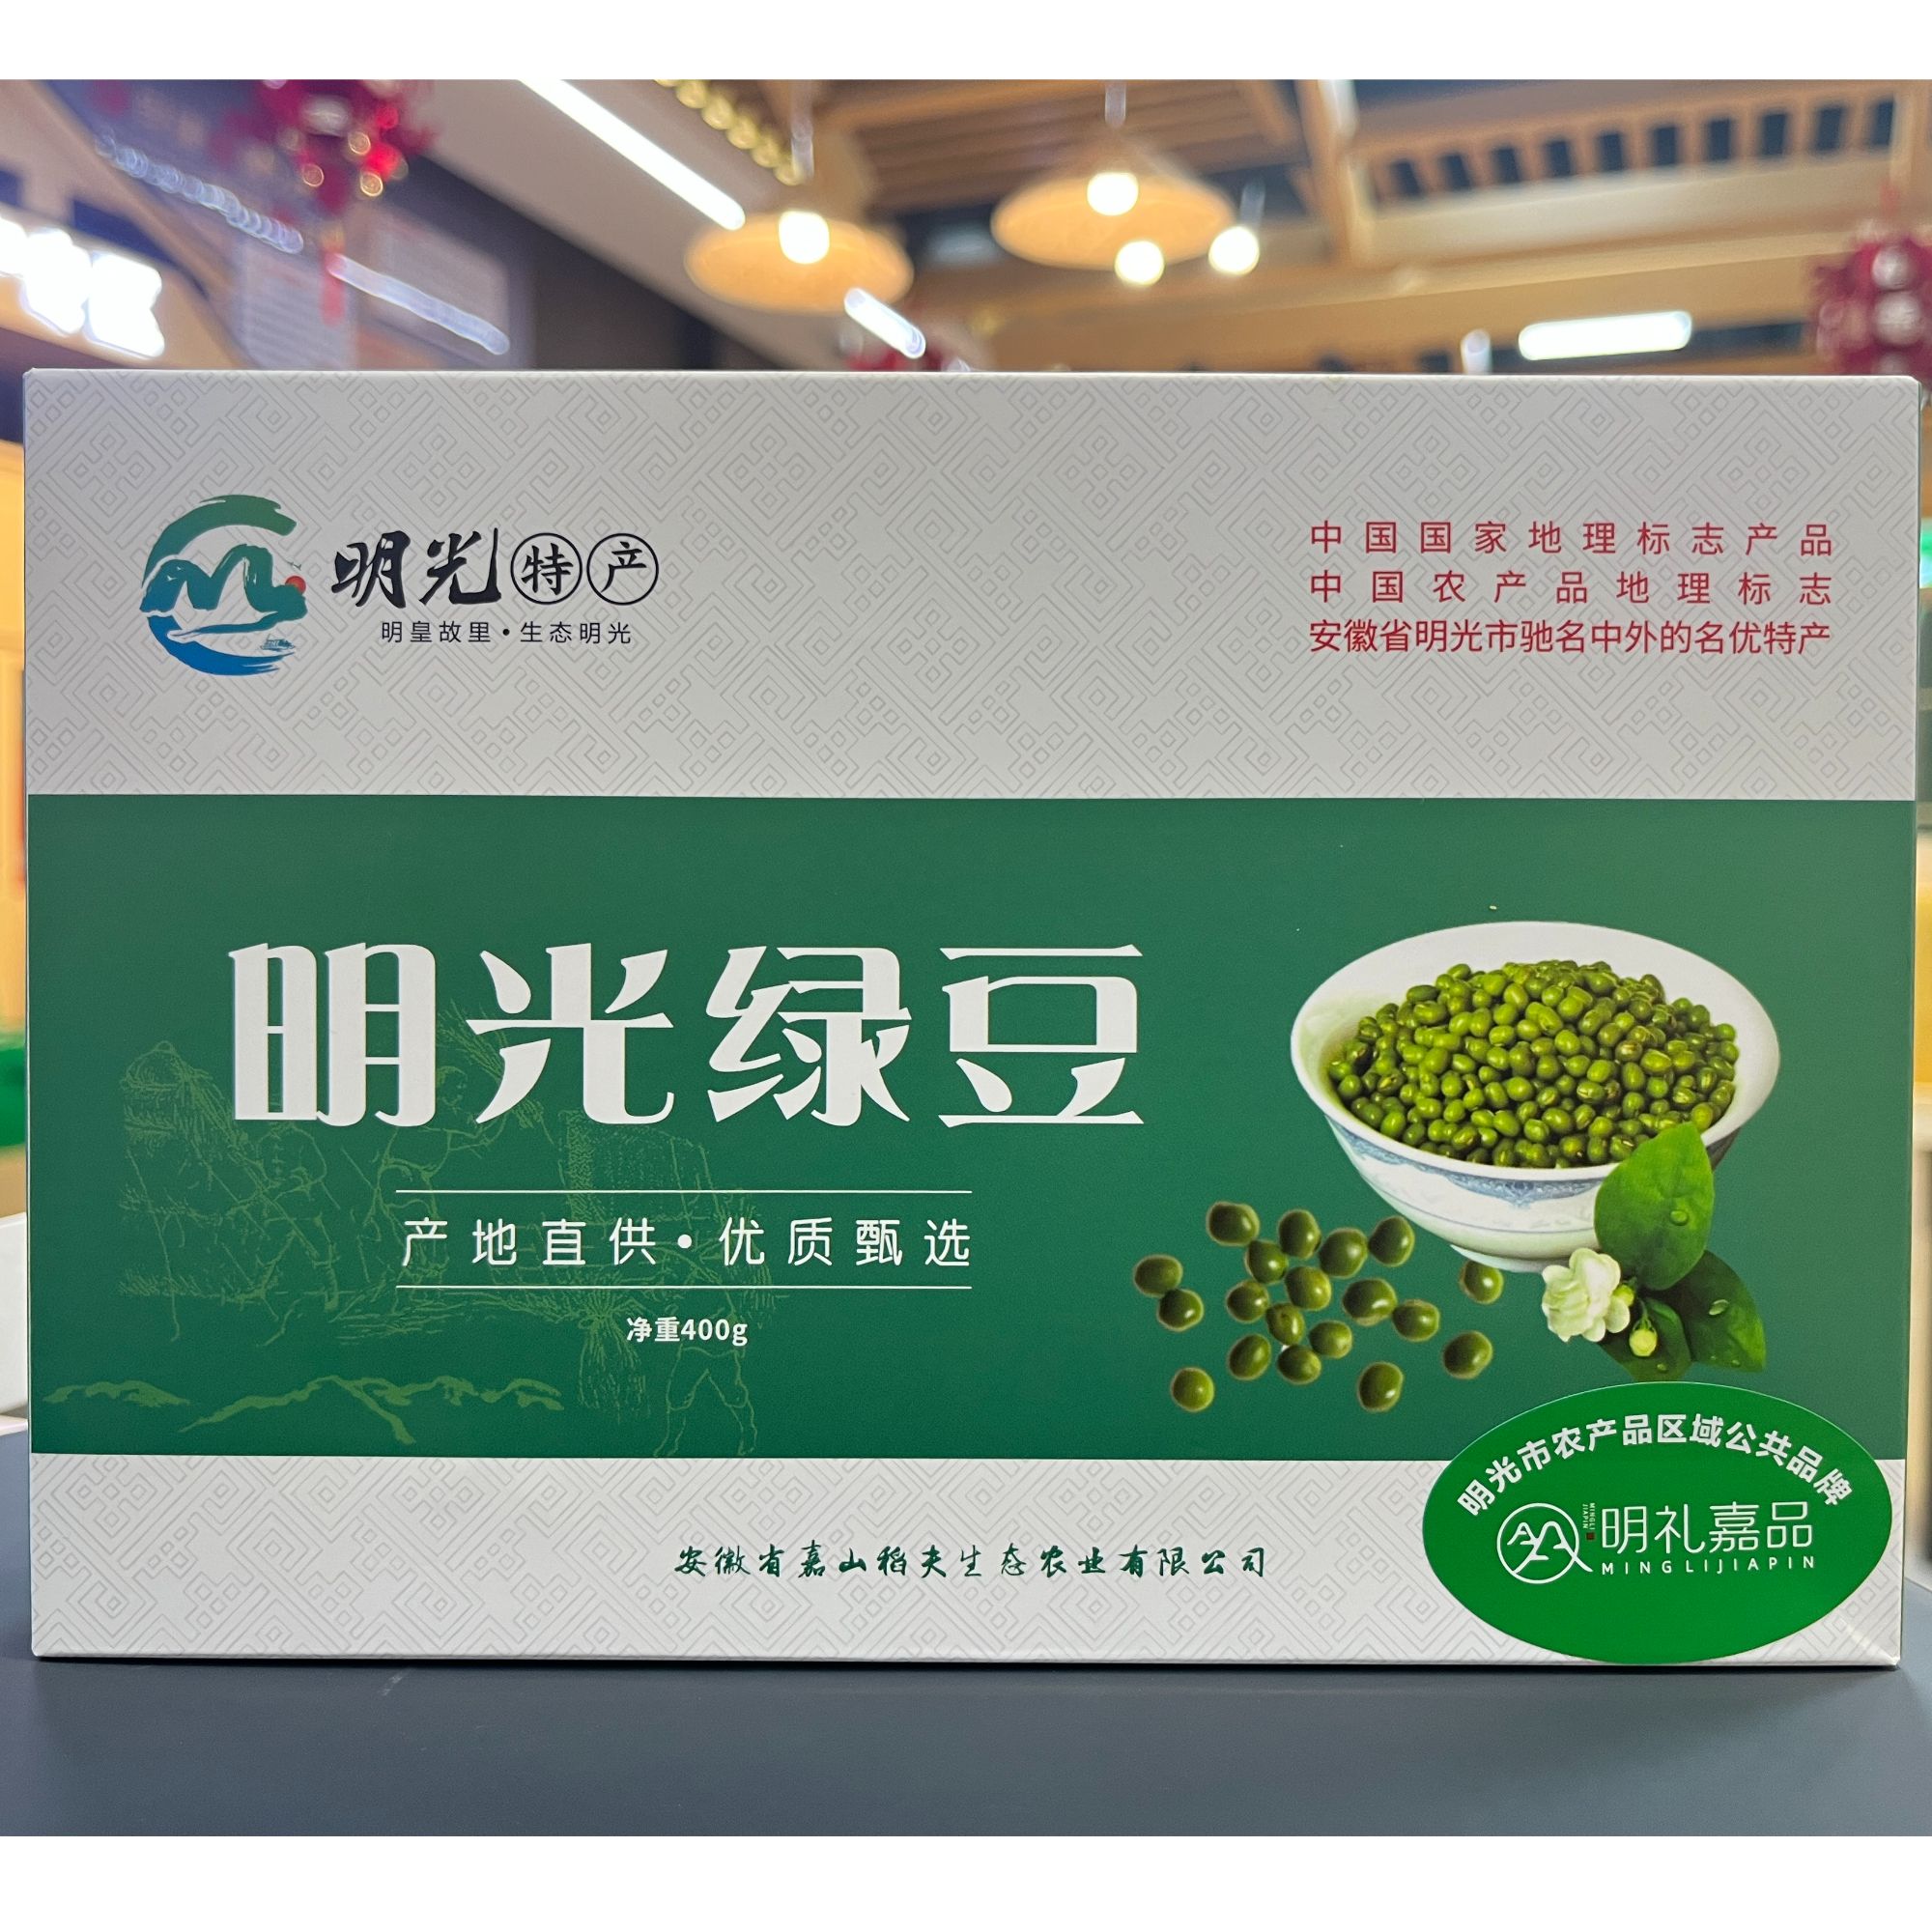 明光特产
明皇故里·生态明光
中国国家地理标志产品
中国农产品地理标志
安徽省明光市驰名中外的名优特产
明光绿豆
产地直供·优质甄选
净重400g
明光市农产品区域公共品牌
MINGLI
JIAPIN
明礼嘉品
MINGLIJIAPIN
安徽省嘉山稻夫生态农业有限公司